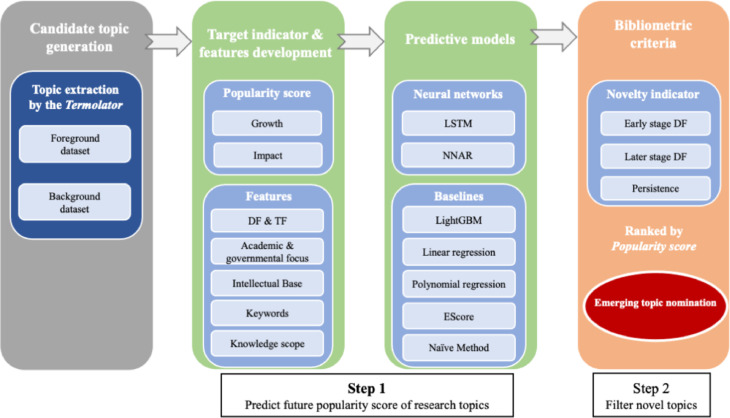 Candidate topic
generation
Topic extraction
by the Termolator
Foreground
dataset
Background
dataset
Target indicator &
features development
Popularity score
Growth
Impact
Features
DF & TF
Academic &
governmental focus
Intellectual Base
Keywords
Knowledge scope
Predictive models
Neural networks
LSTM
NNAR
Baselines
LightGBM
Linear regression
Polynomial regression
EScore
Naïve Method
Bibliometric
criteria
Novelty indicator
Early stage DF
Later stage DF
Persistence
Ranked by
Popularity score
Emerging topic nomination
Step 1
Predict future popularity score of research topics
Step 2
Filter novel topics